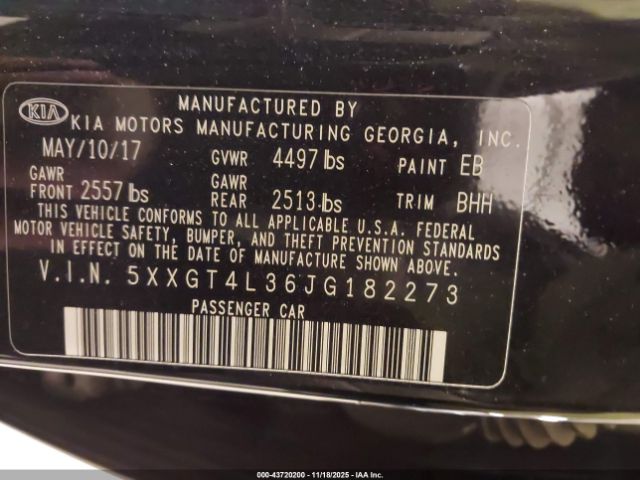 MANUFACTURED BY
KIA KIA MOTORS MANUFACTURING GEORGIA, INC.
MAY/10/17 GVWR 4497 lbs PAINT EB
GAWR FRONT 2557 lbs GAWR REAR 2513 lbs TRIM BHH
THIS VEHICLE CONFORMS TO ALL APPLICABLE U.S.A. FEDERAL
MOTOR VEHICLE SAFETY, BUMPER, AND THEFT PREVENTION STANDARDS
IN EFFECT ON THE DATE OF MANUFACTURE SHOWN ABOVE.
V.I.N. 5XXGT4L36JG182273
PASSENGER CAR
000-43720200 - 11/18/2025 - IAA Inc.